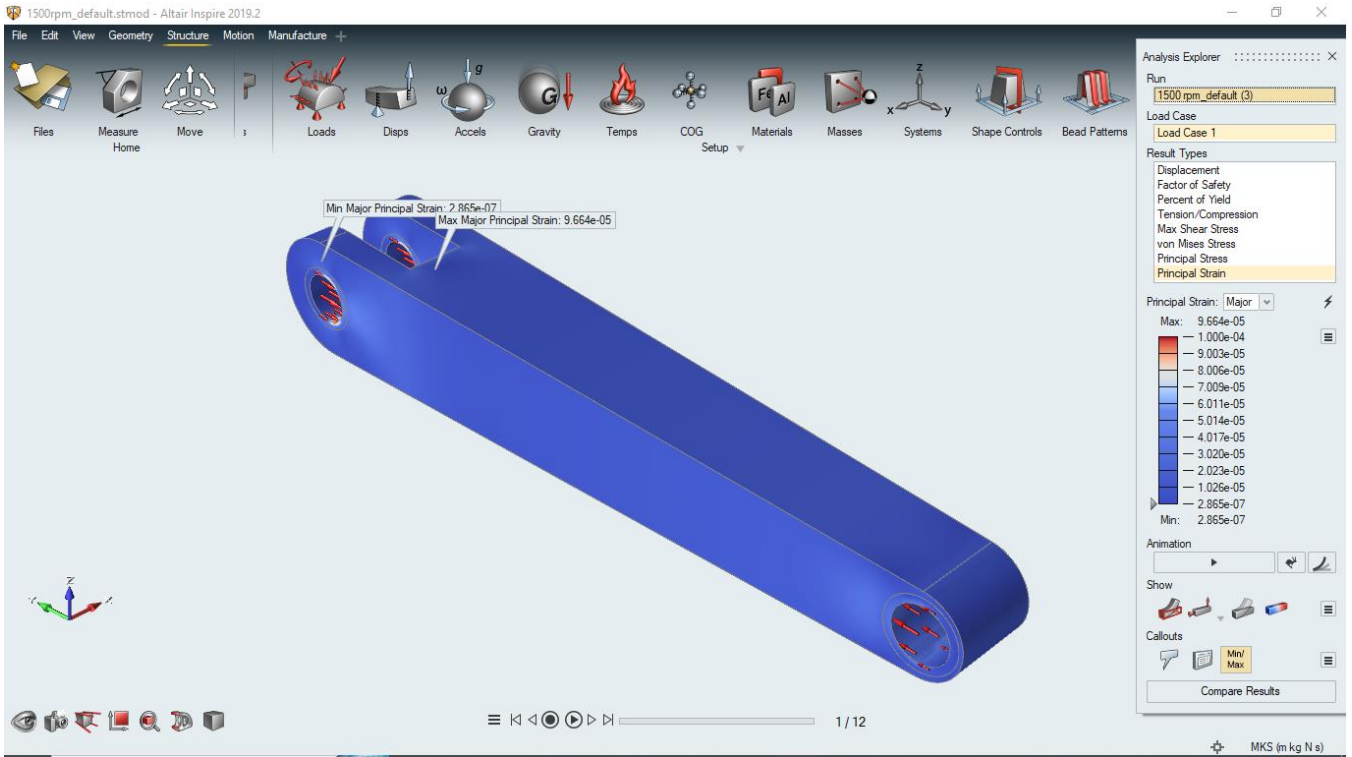 1500rpm_default.stmod - Altair Inspire 2019.2
File Edit View Geometry Structure Motion Manufacture
Files Measure Move Loads Disps Accels Gravity Temps COG Materials Masses Systems Shape Controls Bead Patterns
Home Setup
Min Major Principal Strain: 2.865e-07
Max Major Principal Strain: 9.664e-05
Analysis Explorer
Run
1500 rpm_default (3)
Load Case
Load Case 1
Result Types
Displacement
Factor of Safety
Percent of Yield
Tension/Compression
Max Shear Stress
von Mises Stress
Principal Stress
Principal Strain
Principal Strain: Major
Max: 9.664e-05
1.000e-04
9.003e-05
8.006e-05
7.009e-05
6.011e-05
5.014e-05
4.017e-05
3.020e-05
2.023e-05
1.026e-05
2.865e-07
Min: 2.865e-07
Animation
Show
Callouts
Min/
Max
Compare Results
1 / 12
MKS (m kg N s)